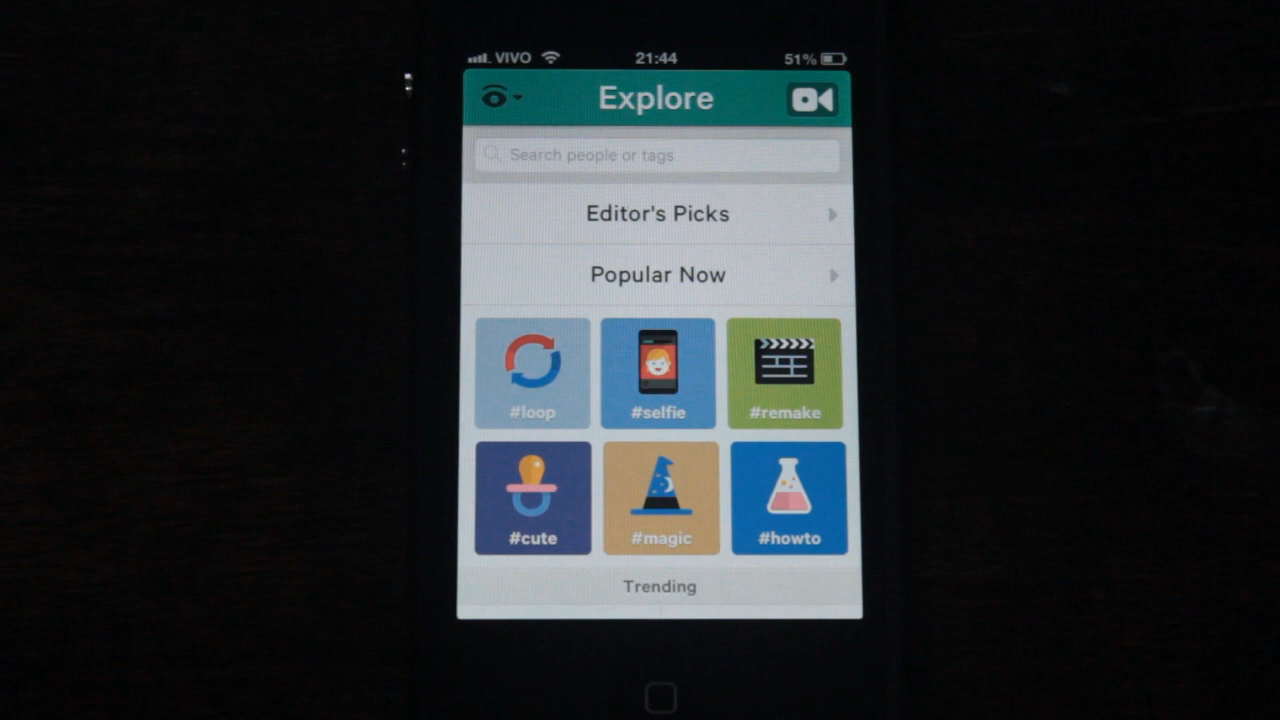 VIVO 21:44 51%
Explore
Search people or tags
Editor's Picks
Popular Now
#loop #selfie #remake
#cute #magic #howto
Trending